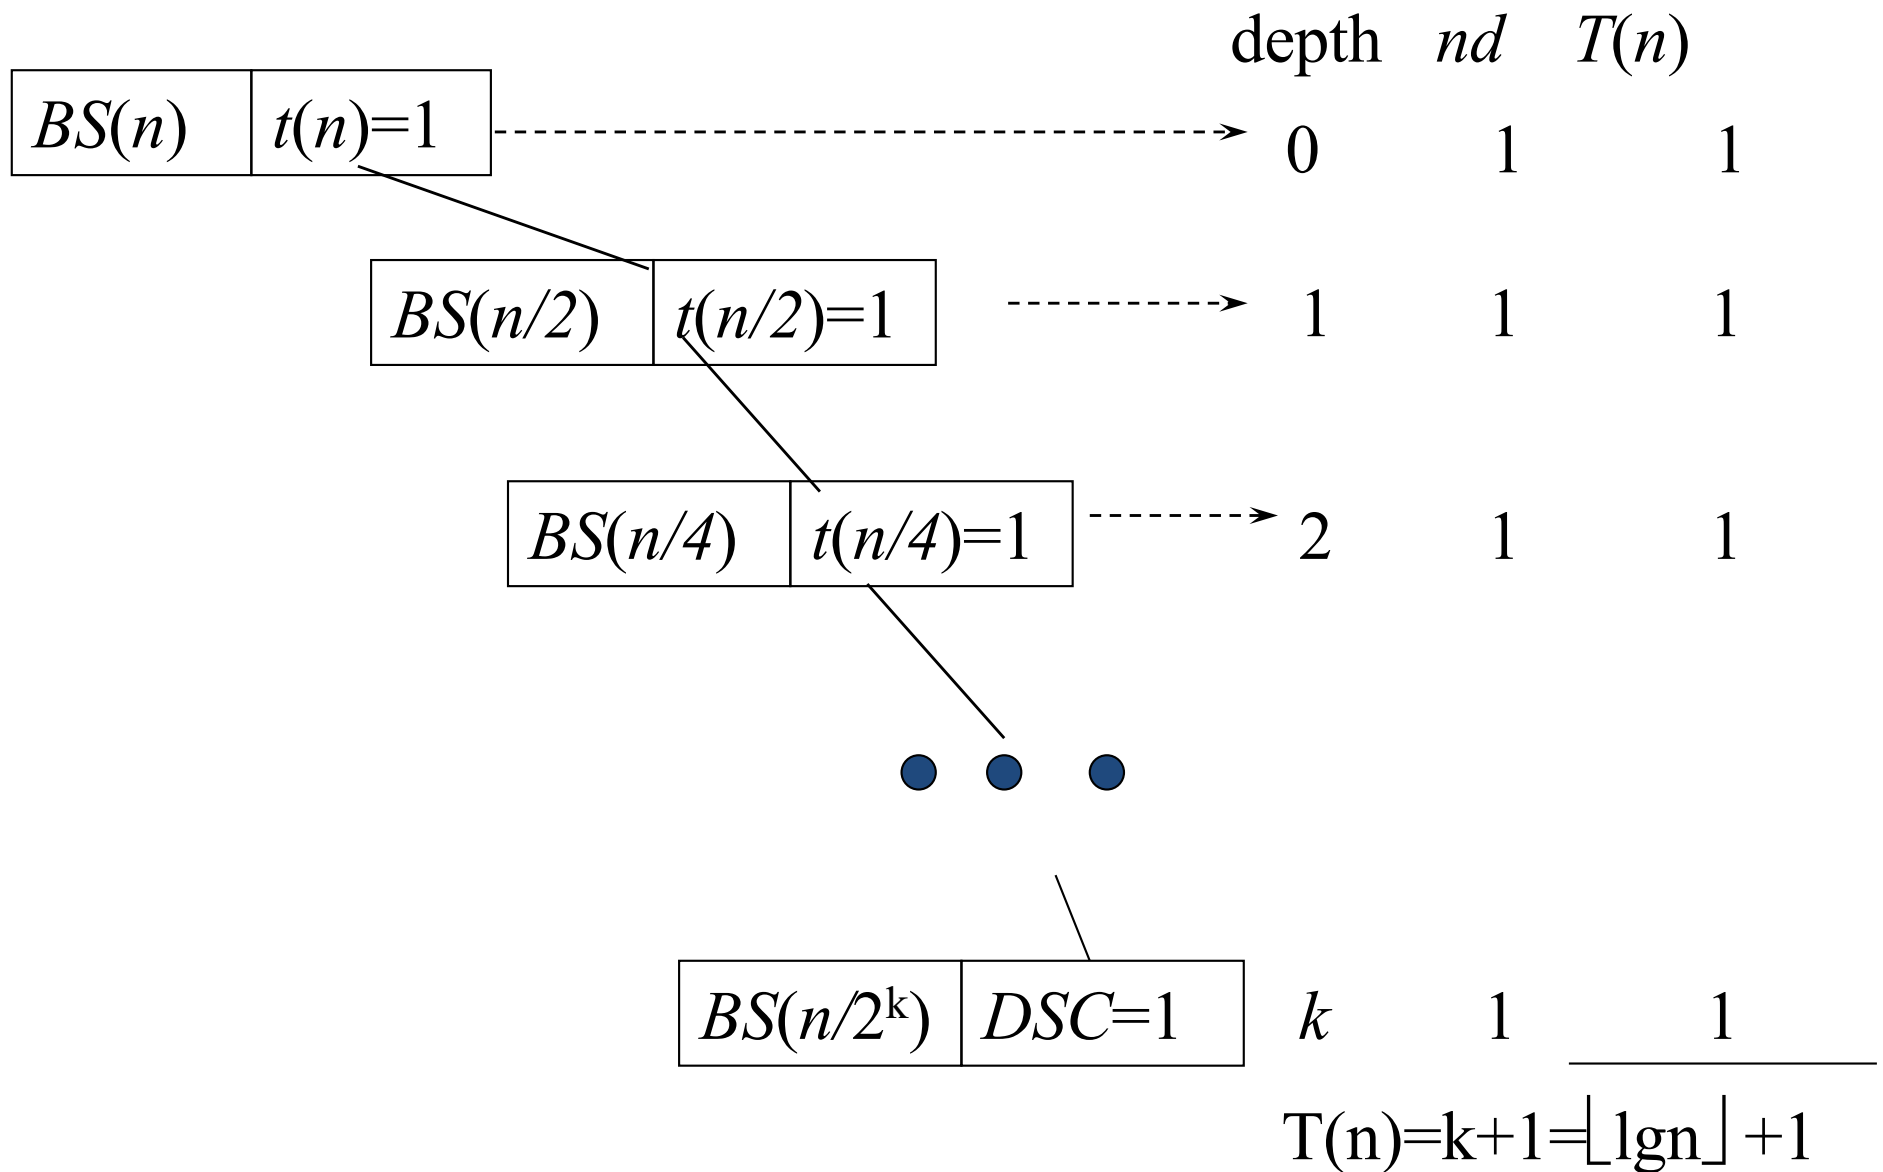 depth nd T(n)
BS(n) t(n)=1 0 1 1
BS(n/2) t(n/2)=1 1 1 1
BS(n/4) t(n/4)=1 2 1 1
BS(n/2ᵏ) DSC=1 k 1 1
T(n)=k+1=⌊lgn⌋ +1